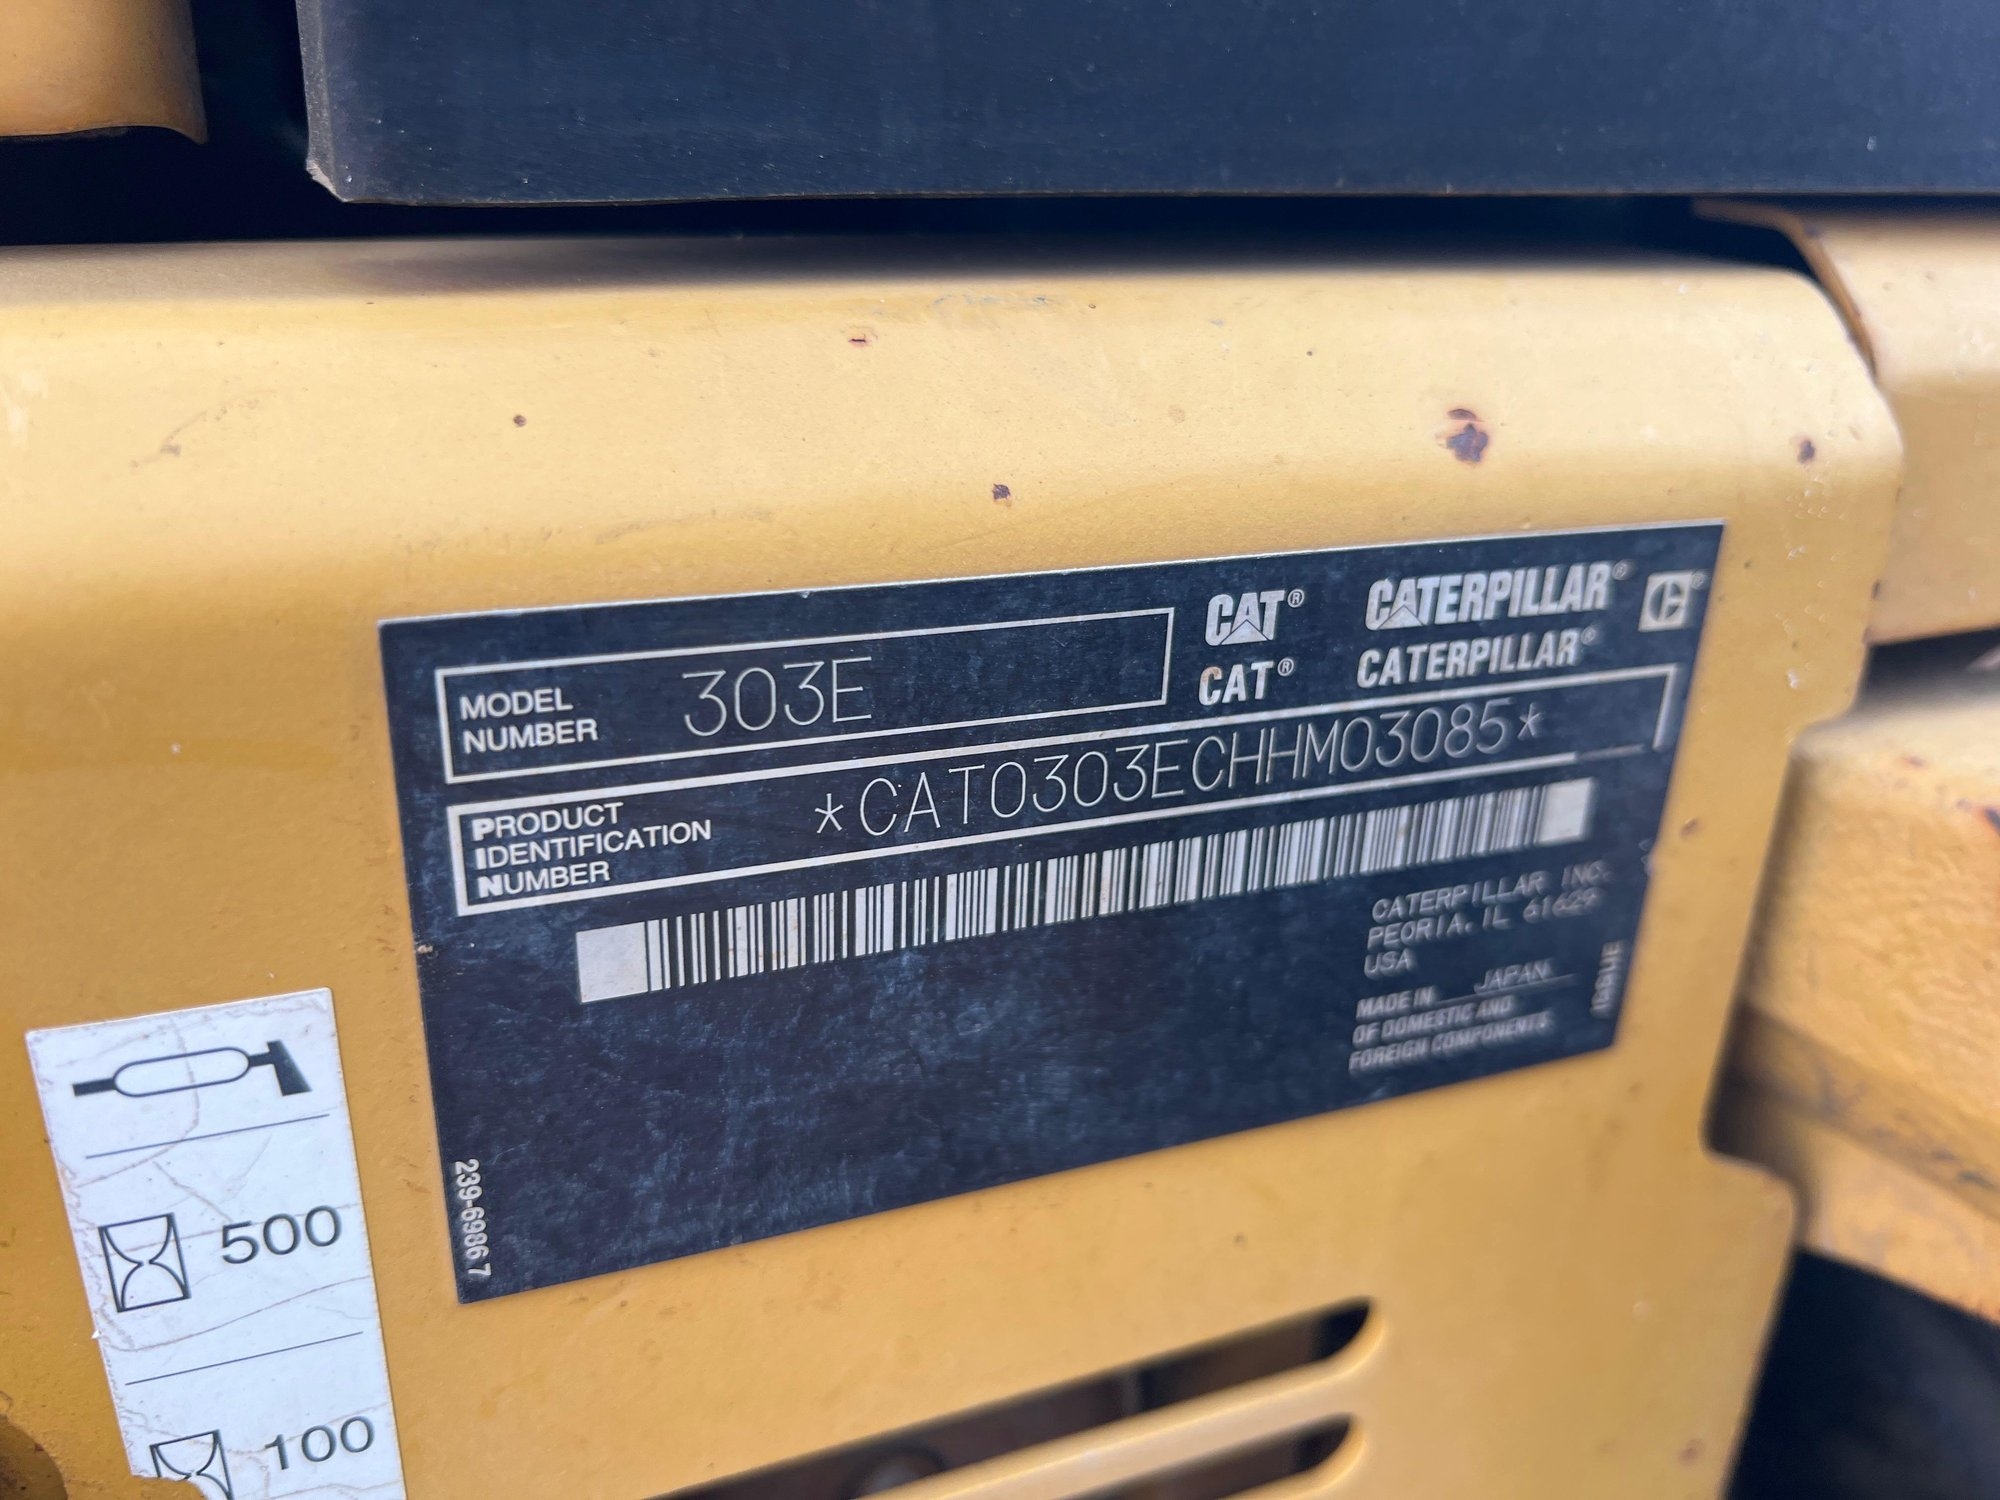 MODEL
NUMBER
303E
CAT® CATERPILLAR®
CAT® CATERPILLAR®
PRODUCT
IDENTIFICATION
NUMBER
*CAT0303ECHHM03085*
CATERPILLAR INC.
PEORIA, IL 61629
USA
MADE IN JAPAN
OF DOMESTIC AND
FOREIGN COMPONENTS.
239-6986 7
500
100